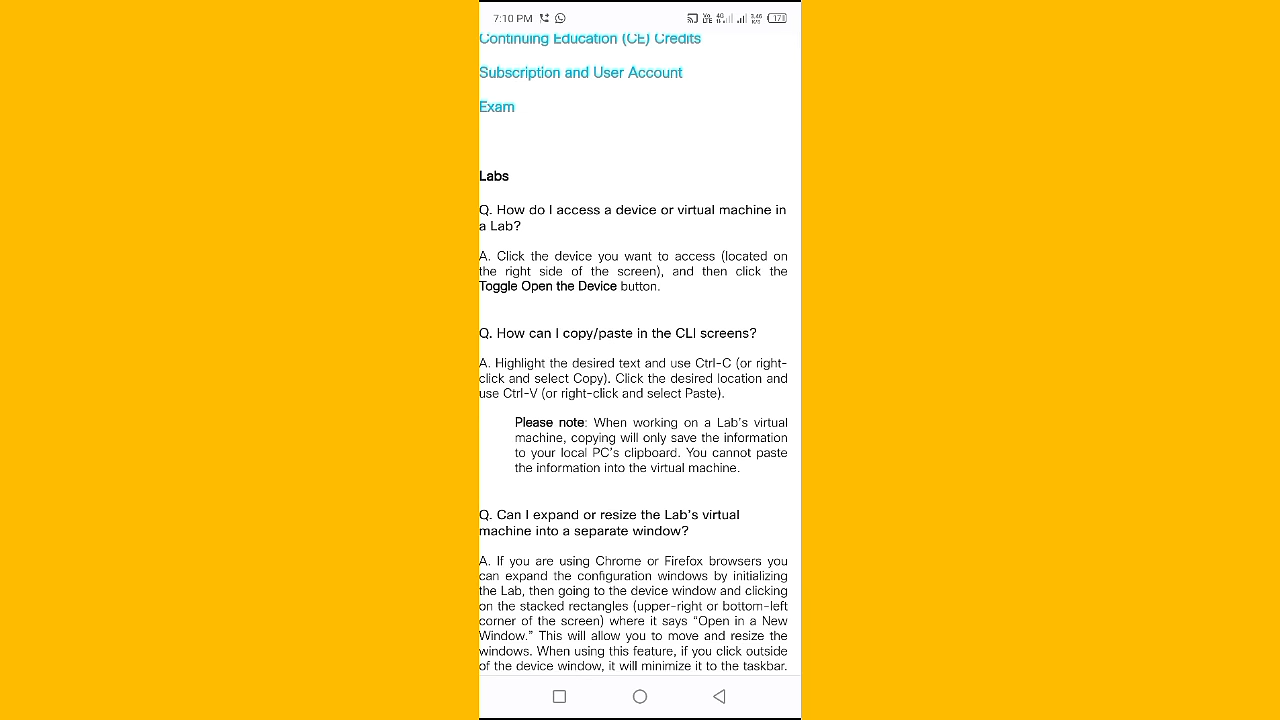 7:10 PM
Continuing Education (CE) Credits
Subscription and User Account
Exam
Labs
Q. How do I access a device or virtual machine in
a Lab?
A. Click the device you want to access (located on
the right side of the screen), and then click the
Toggle Open the Device button.
Q. How can I copy/paste in the CLI screens?
A. Highlight the desired text and use Ctrl-C (or right-
click and select Copy). Click the desired location and
use Ctrl-V (or right-click and select Paste).
Please note: When working on a Lab's virtual
machine, copying will only save the information
to your local PC's clipboard. You cannot paste
the information into the virtual machine.
Q. Can I expand or resize the Lab's virtual
machine into a separate window?
A. If you are using Chrome or Firefox browsers you
can expand the configuration windows by initializing
the Lab, then going to the device window and clicking
on the stacked rectangles (upper-right or bottom-left
corner of the screen) where it says “Open in a New
Window.” This will allow you to move and resize the
windows. When using this feature, if you click outside
of the device window, it will minimize it to the taskbar.